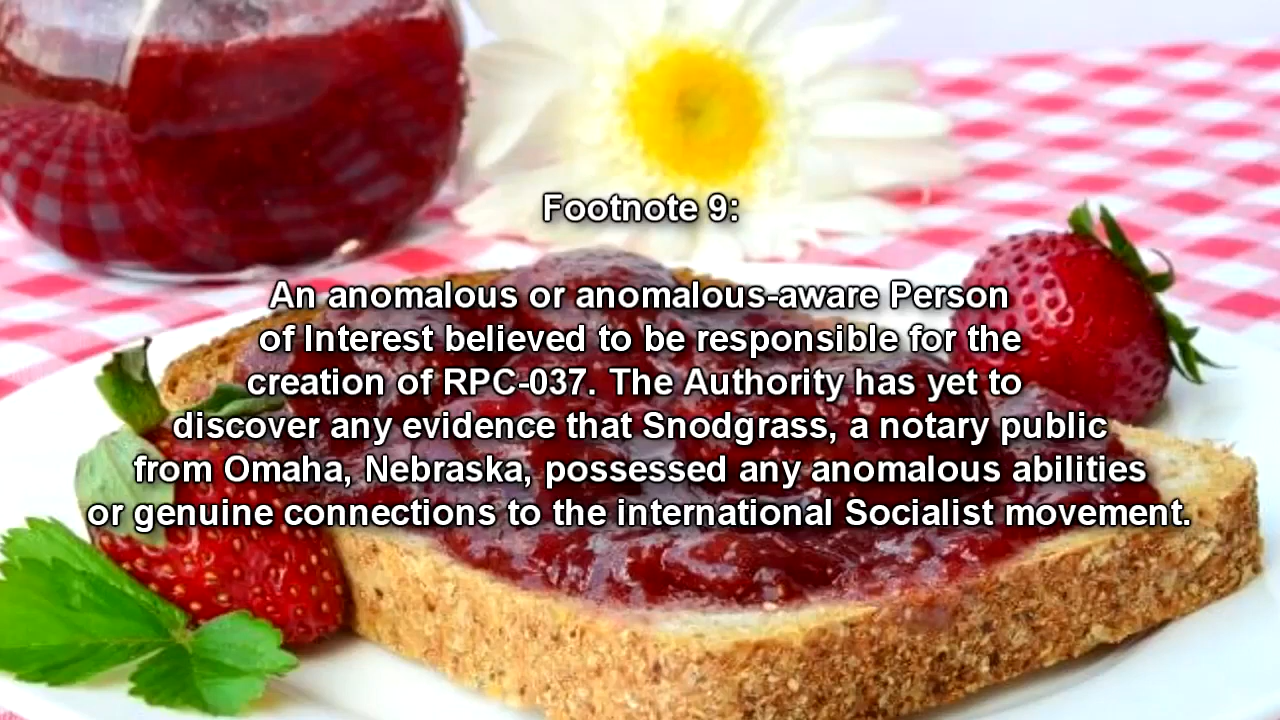 Footnote 9:
An anomalous or anomalous-aware Person
of Interest believed to be responsible for the
creation of RPC-037. The Authority has yet to
discover any evidence that Snodgrass, a notary public
from Omaha, Nebraska, possessed any anomalous abilities
or genuine connections to the international Socialist movement.